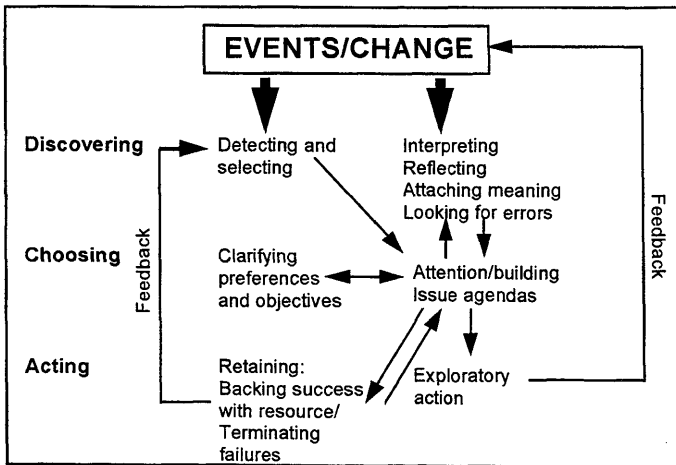 EVENTS/CHANGE
Discovering
Detecting and
selecting
Interpreting
Reflecting
Attaching meaning
Looking for errors
Choosing
Clarifying
preferences
and objectives
Attention/building
Issue agendas
Acting
Retaining:
Backing success
with resource/
Terminating
failures
Exploratory
action
Feedback
Feedback